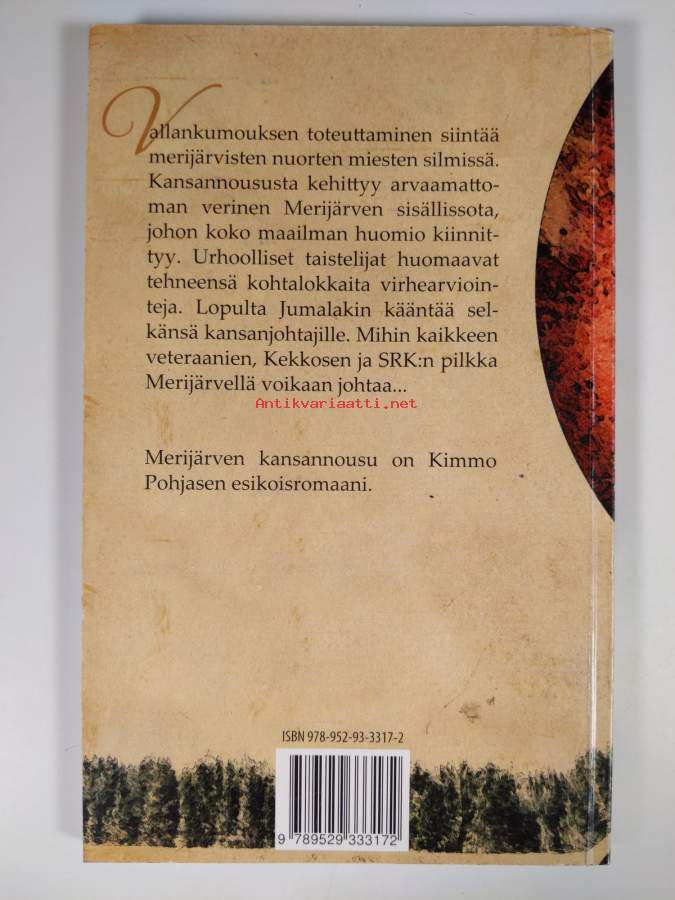 Vallankumouksen toteuttaminen siintää
merijärvisten nuorten miesten silmissä.
Kansannoususta kehittyy arvaamatto-
man verinen Merijärven sisällissota,
johon koko maailman huomio kiinnit-
tyy. Urhoolliset taistelijat huomaavat
tehneensä kohtalokkaita virhearvioin-
teja. Lopulta Jumalakin kääntää sel-
känsä kansanjohtajille. Mihin kaikkeen
veteraanien, Kekkosen ja SRK:n pilkka
Merijärvellä voikaan johtaa...
Antikvariaatti.net
Merijärven kansannousu on Kimmo
Pohjasen esikoisromaani.
ISBN 978-952-93-3317-2
9 789529 333172